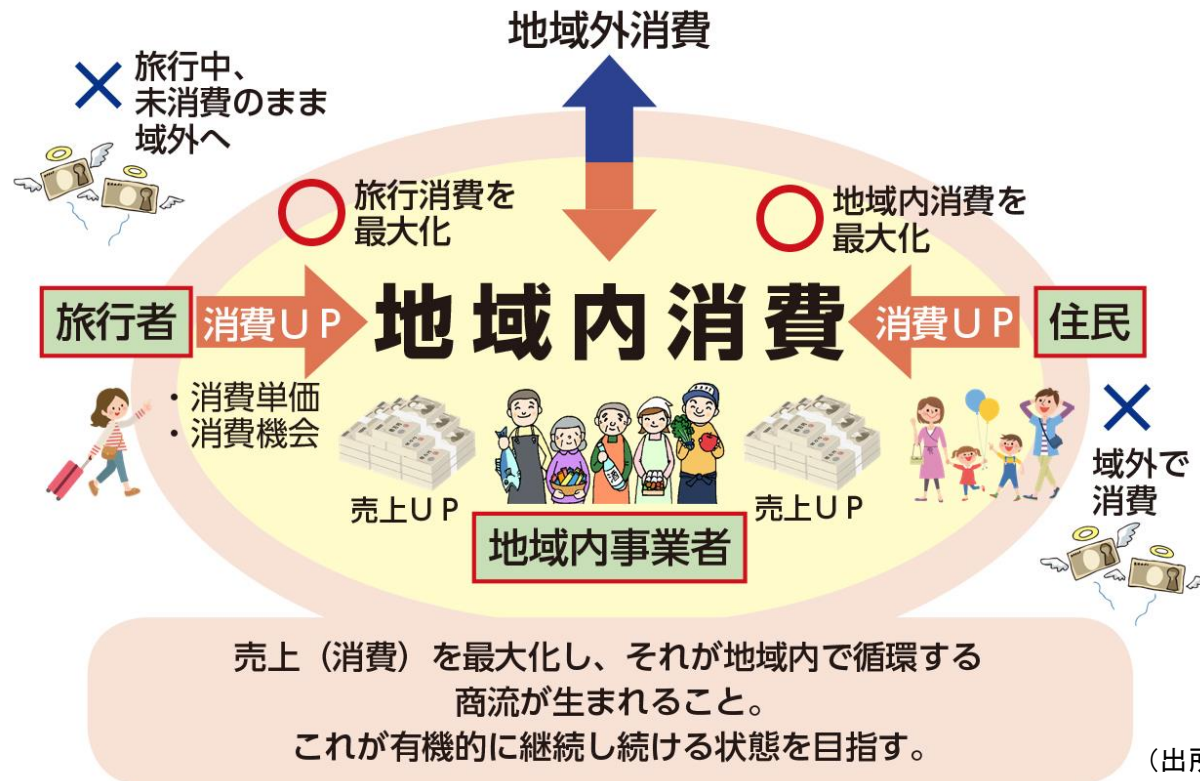 地域外消費
旅行中、
未消費のまま
域外へ
旅行消費を
最大化
地域内消費を
最大化
旅行者
消費UP
地域内消費
消費UP
住民
・消費単価
・消費機会
売上UP
売上UP
域外で
消費
地域内事業者
売上（消費）を最大化し、それが地域内で循環する
商流が生まれること。
これが有機的に継続し続ける状態を目指す。
（出所